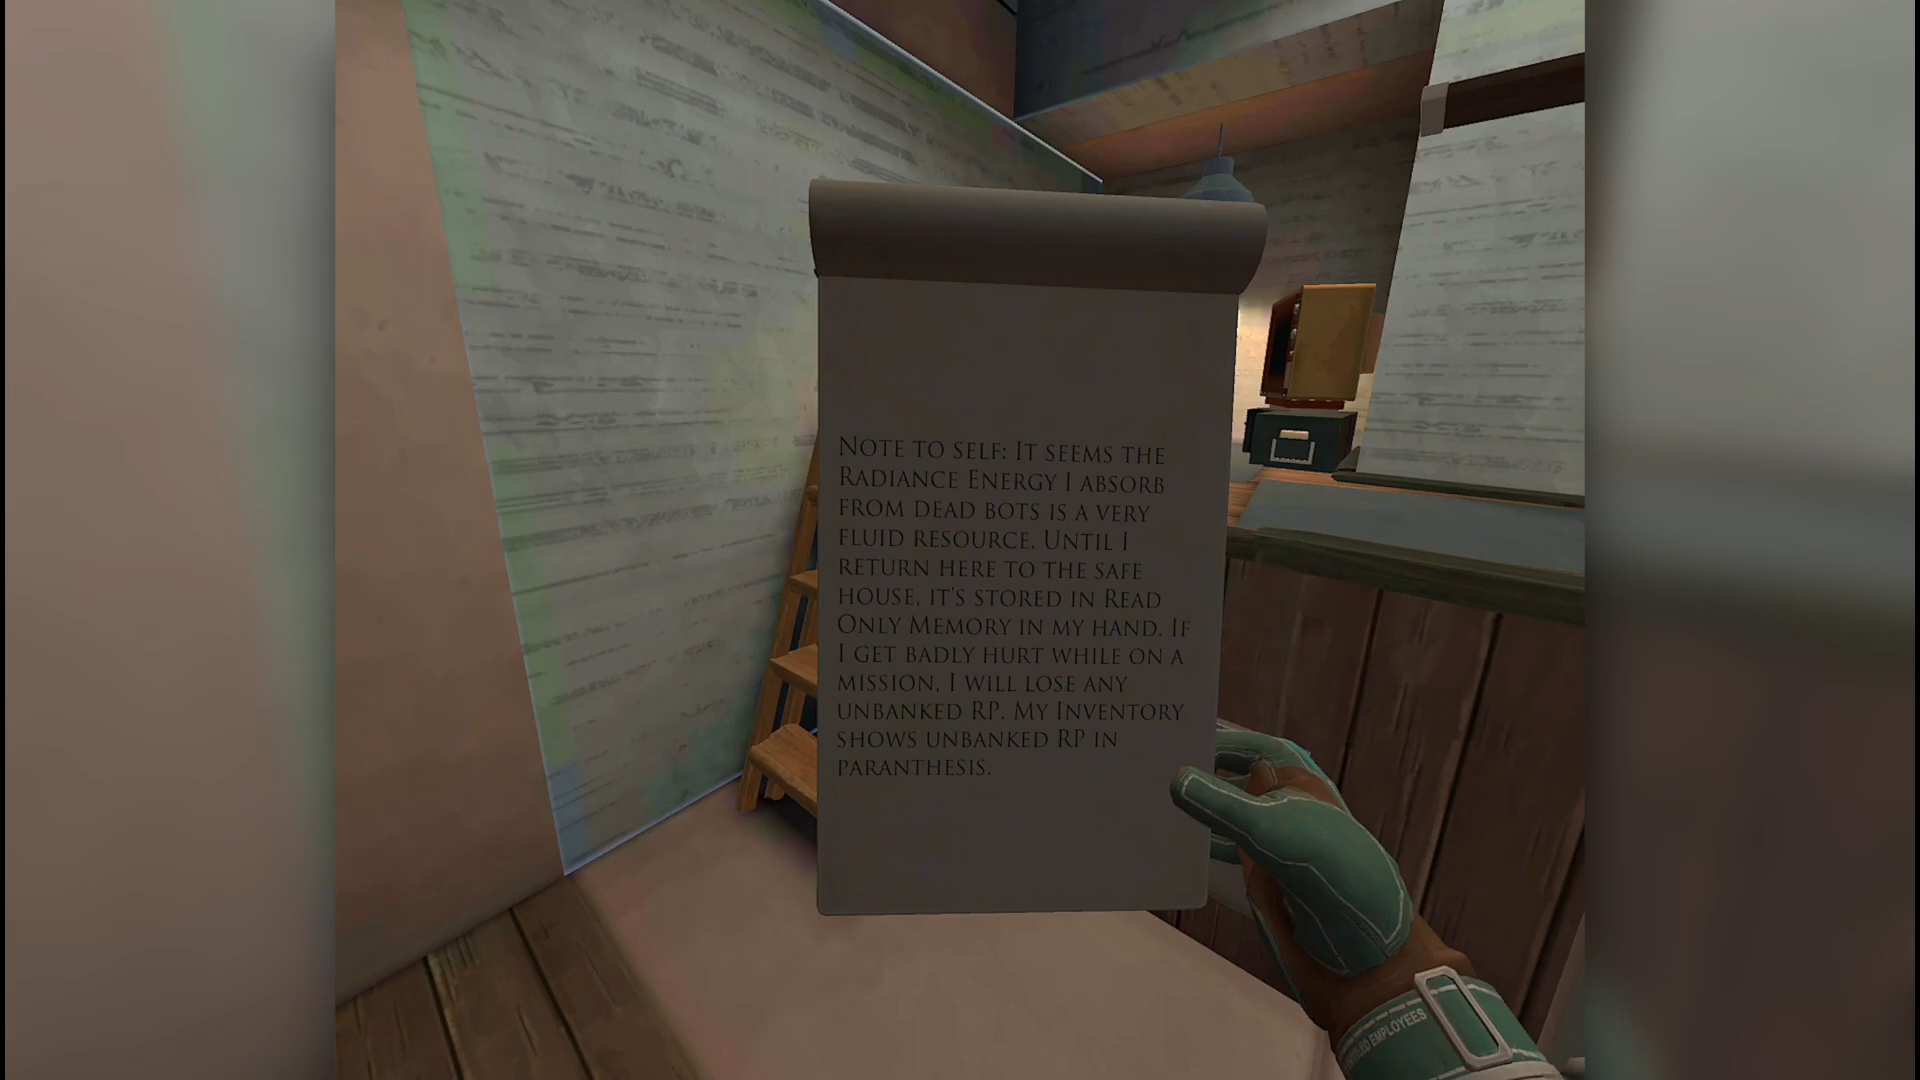 Note to self: It seems the
Radiance Energy I absorb
from dead bots is a very
fluid resource. Until I
return here to the safe
house, it's stored in Read
Only Memory in my hand. If
I get badly hurt while on a
mission, I will lose any
unbanked RP. My Inventory
shows unbanked RP in
paranthesis.
EMPLOYEES